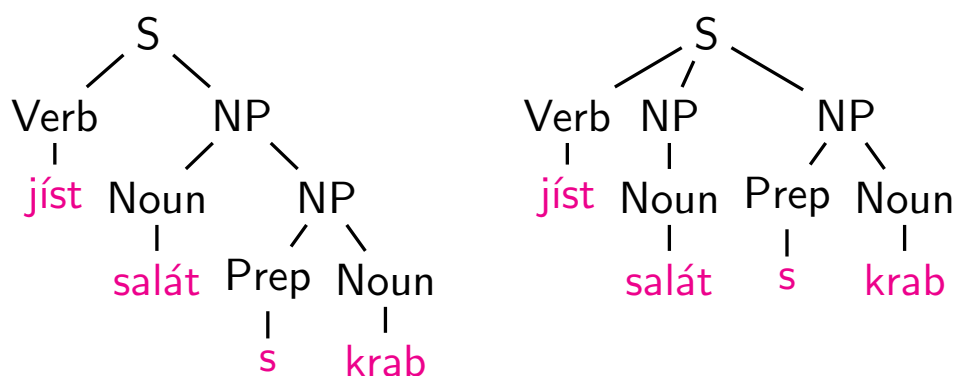 S
Verb NP
jíst Noun NP
salát Prep Noun
s krab
S
Verb NP NP
jíst Noun Prep Noun
salát s krab